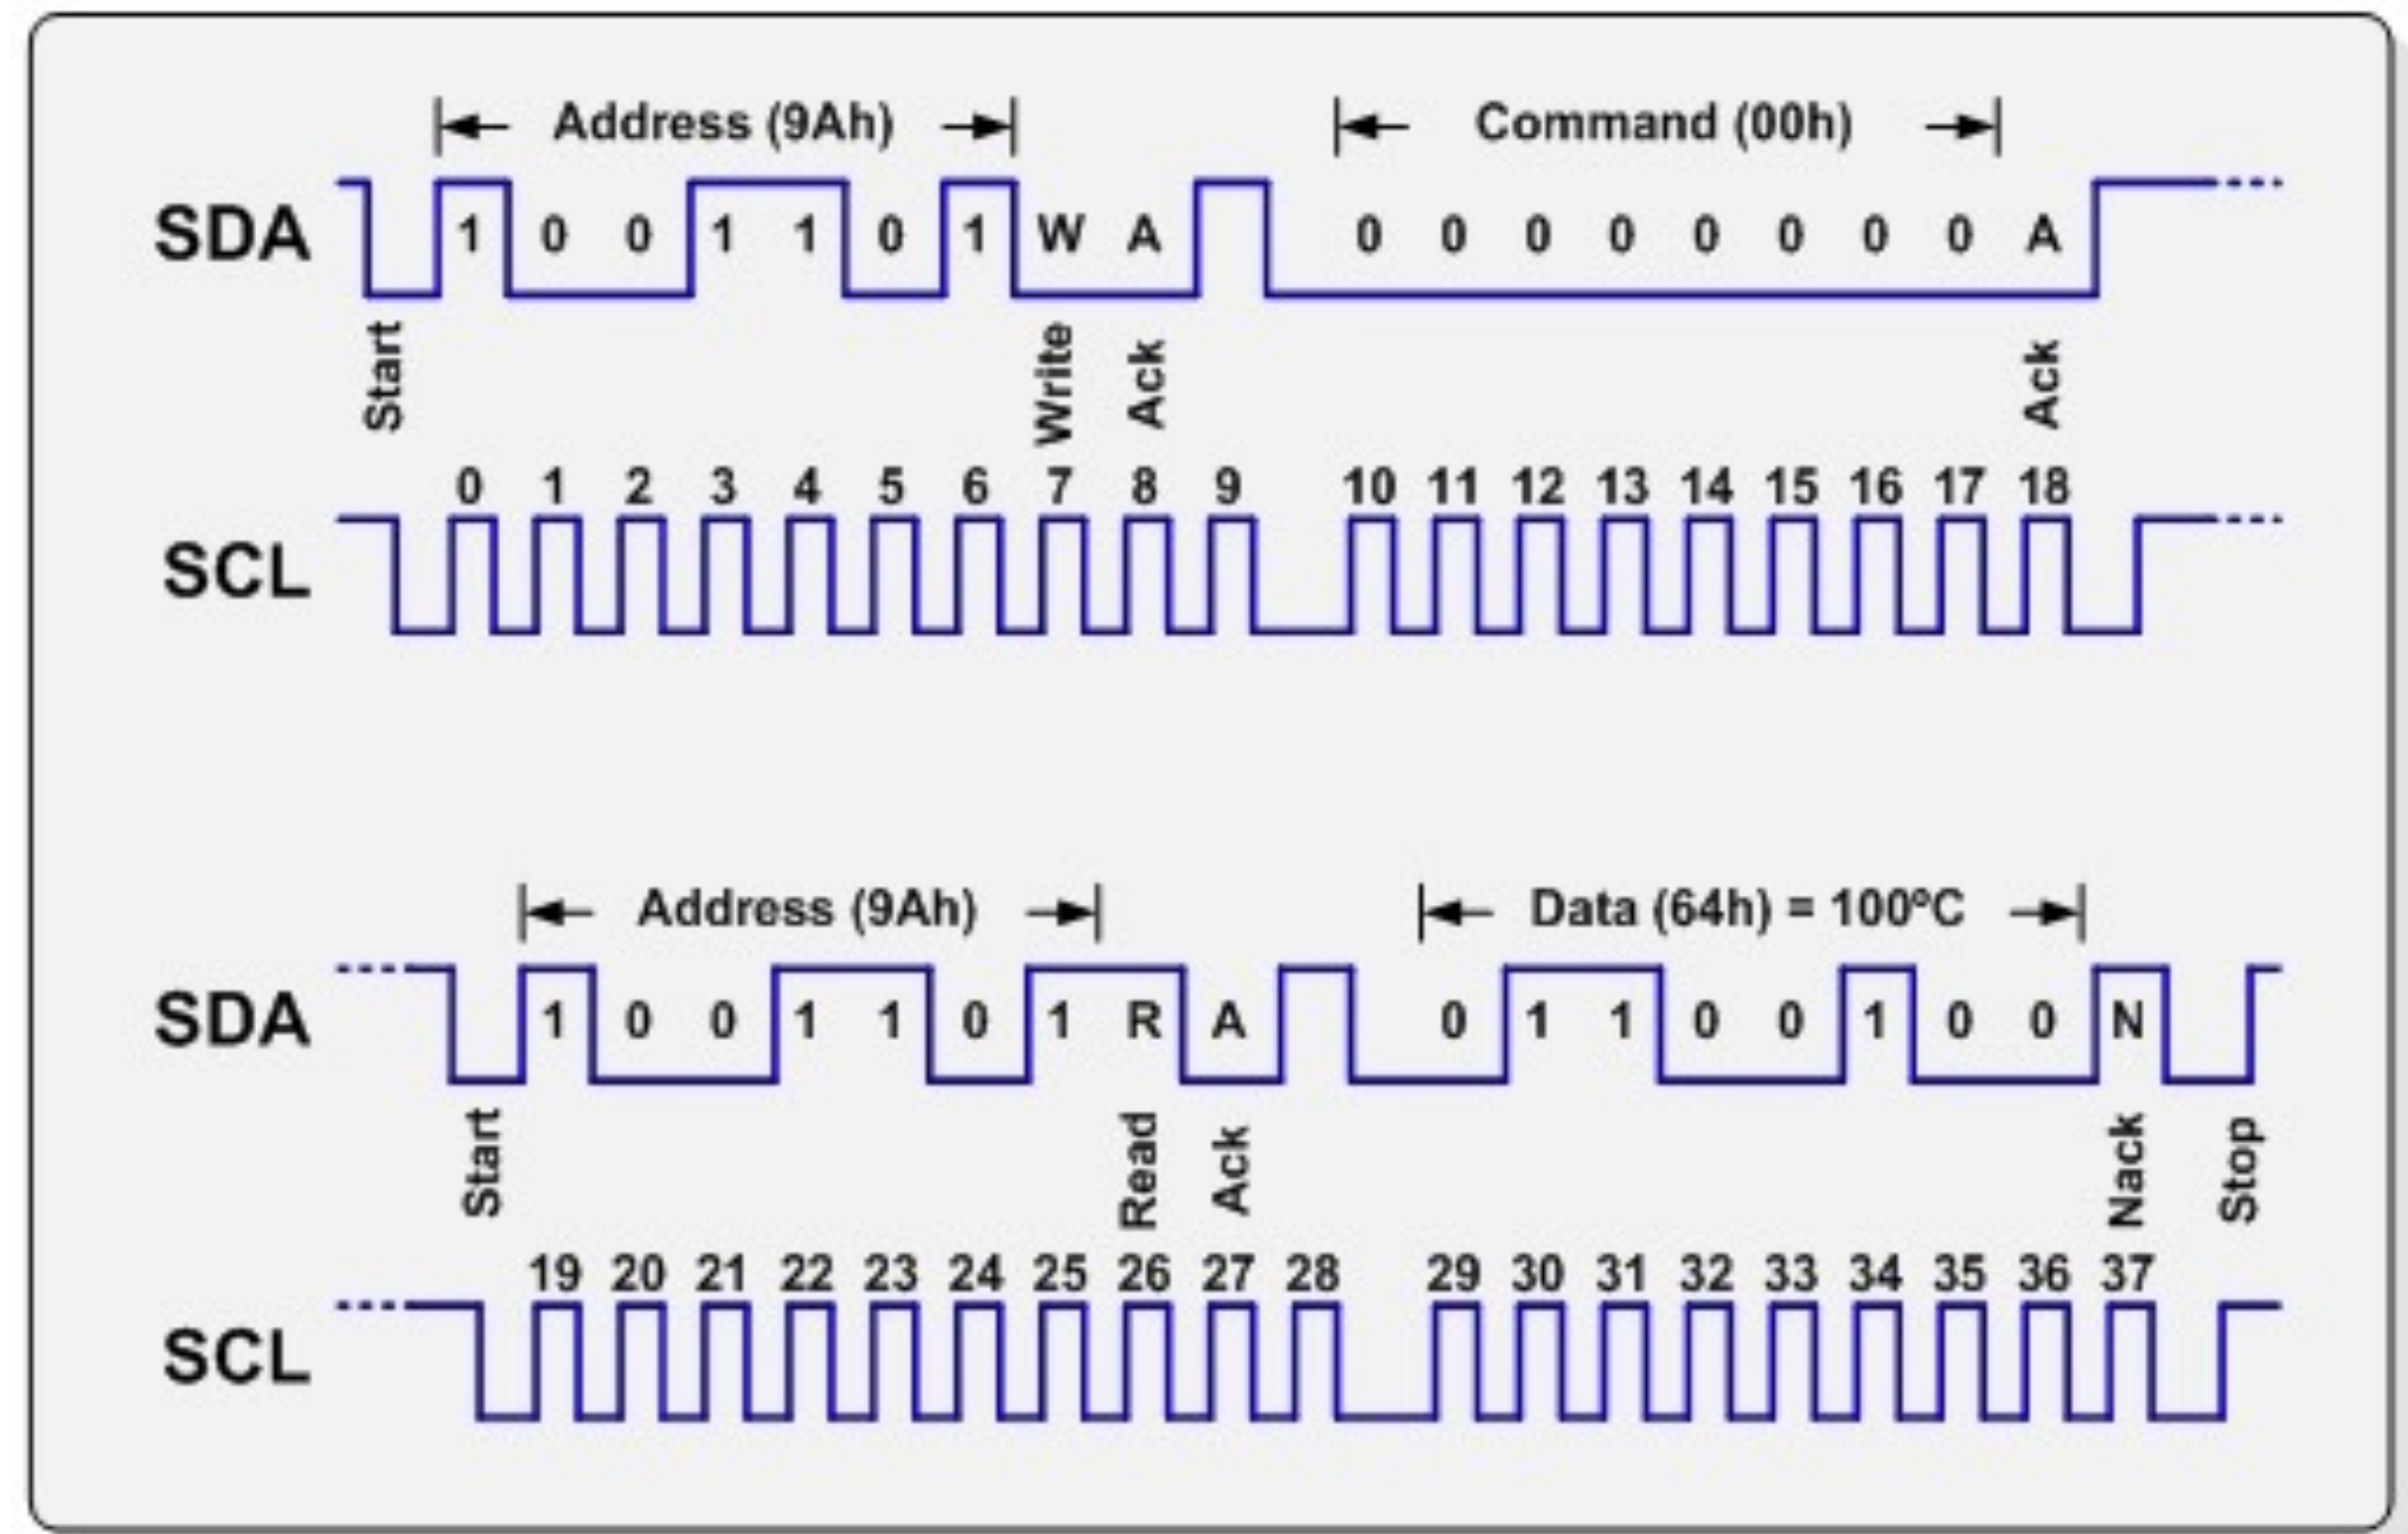 Address (9Ah) Command (00h)
SDA 1 0 0 1 1 0 1 W A 0 0 0 0 0 0 0 0 A
Start Write Ack Ack
0 1 2 3 4 5 6 7 8 9 10 11 12 13 14 15 16 17 18
SCL
Address (9Ah) Data (64h) = 100ºC
SDA 1 0 0 1 1 0 1 R A 0 1 1 0 0 1 0 0 N
Start Read Ack Nack Stop
19 20 21 22 23 24 25 26 27 28 29 30 31 32 33 34 35 36 37
SCL